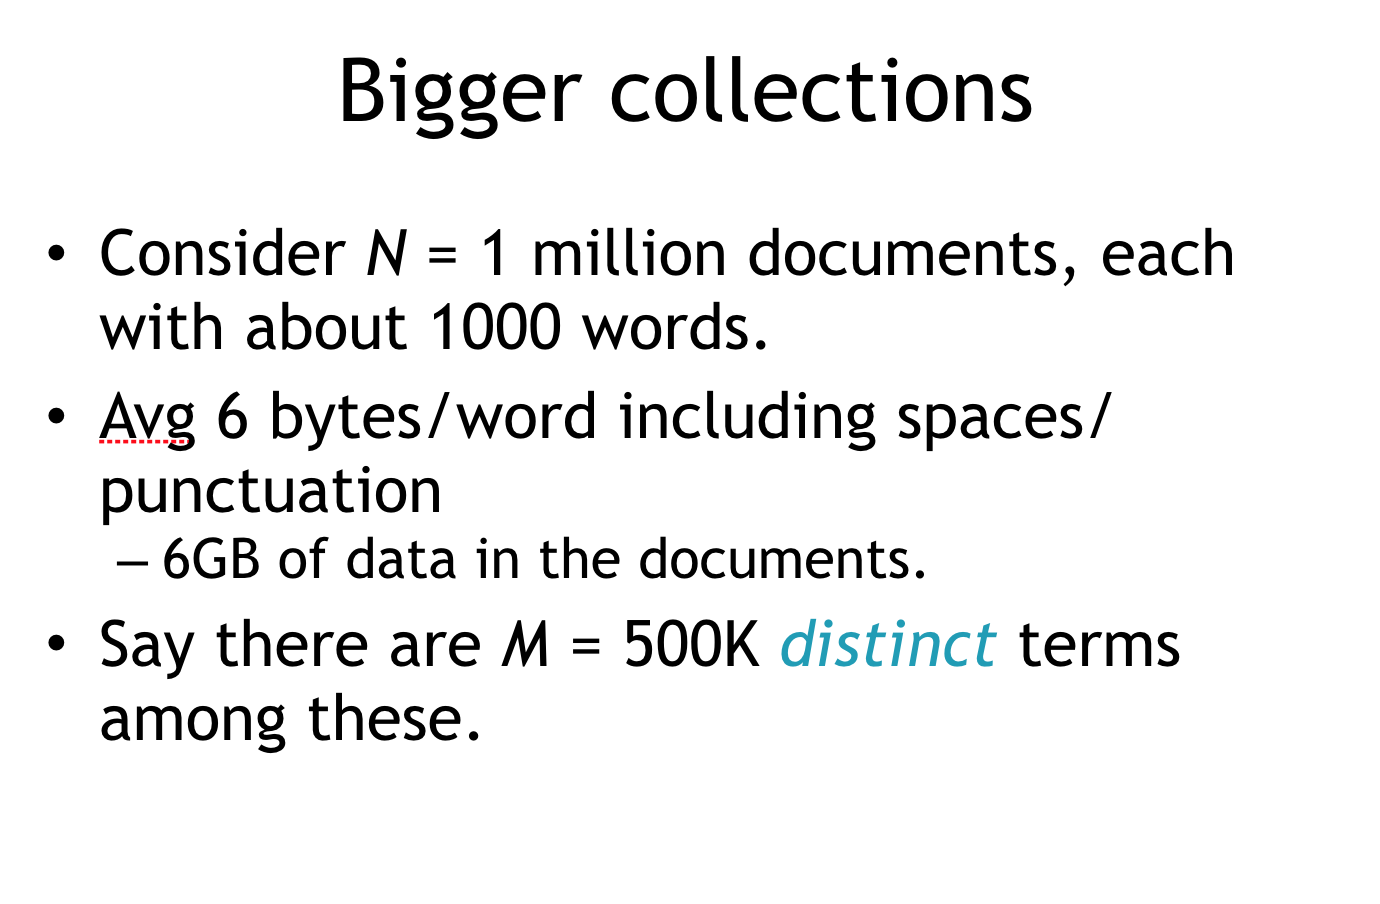 Bigger collections
• Consider N = 1 million documents, each
with about 1000 words.
• Avg 6 bytes/word including spaces/
punctuation
– 6GB of data in the documents.
• Say there are M = 500K distinct terms
among these.